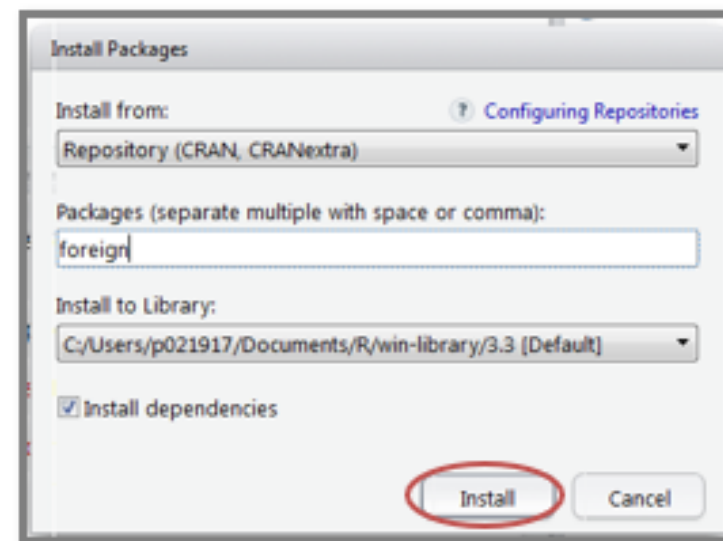 Install Packages
Install from:
? Configuring Repositories
Repository (CRAN, CRANextra)
Packages (separate multiple with space or comma):
foreign
Install to Library:
C:/Users/p021917/Documents/R/win-library/3.3 [Default]
Install dependencies
Install
Cancel